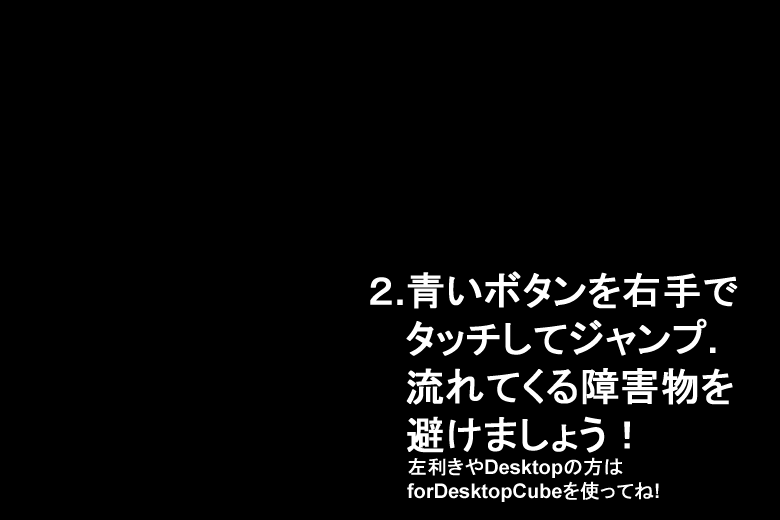 ２.青いボタンを右手で
タッチしてジャンプ.
流れてくる障害物を
避けましょう！
左利きやDesktopの方は
forDesktopCubeを使ってね!